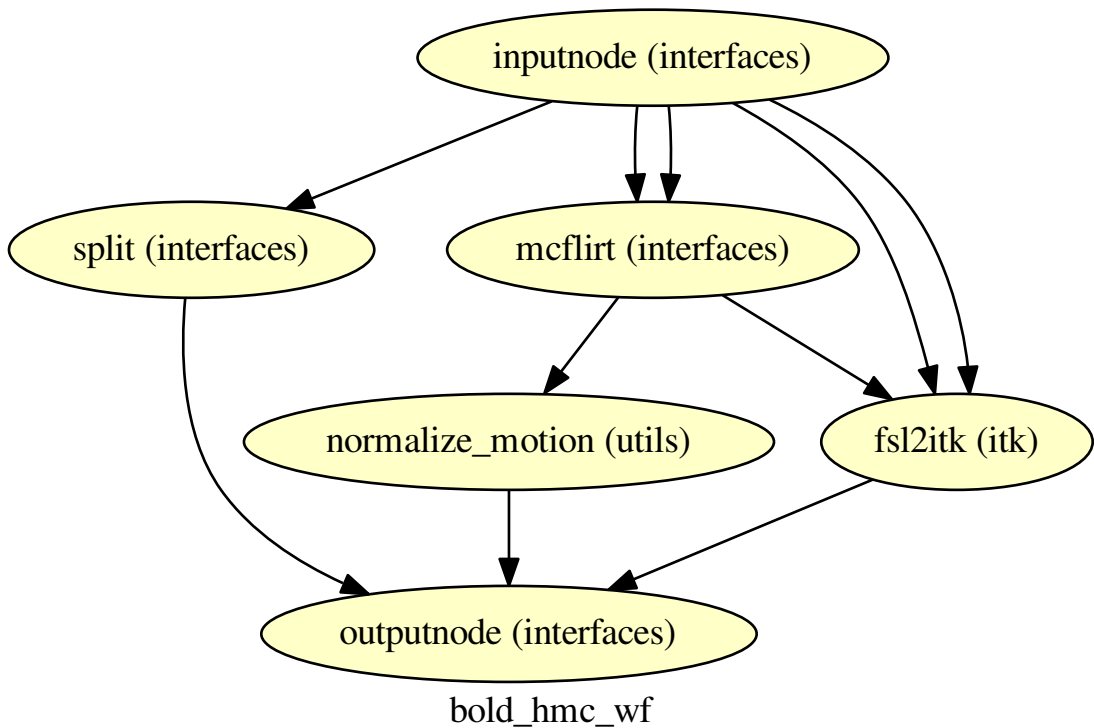 inputnode (interfaces)
split (interfaces)
mcflirt (interfaces)
normalize_motion (utils)
fsl2itk (itk)
outputnode (interfaces)
bold_hmc_wf